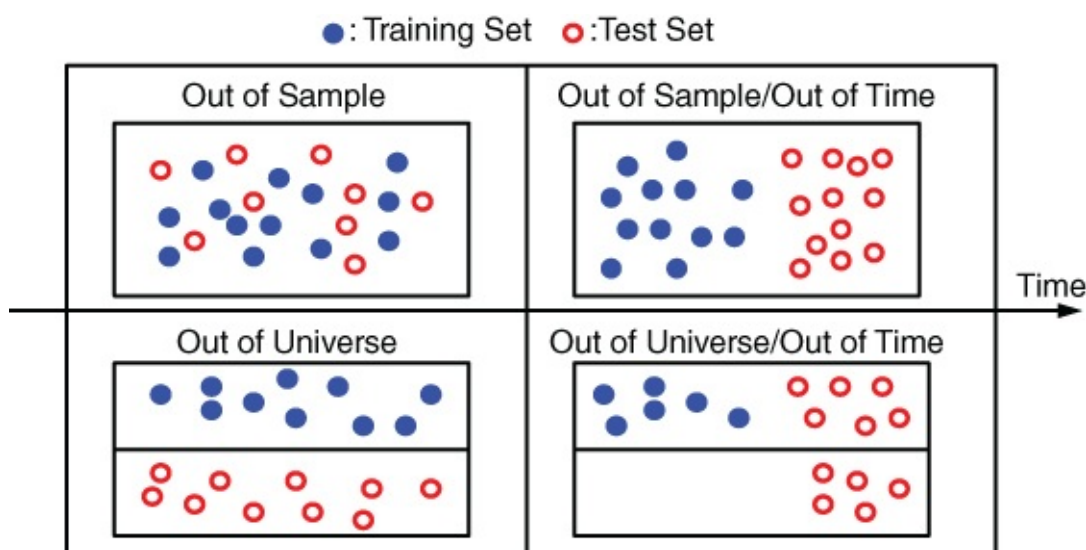 : Training Set :Test Set
Out of Sample
Out of Sample/Out of Time
Time
Out of Universe
Out of Universe/Out of Time